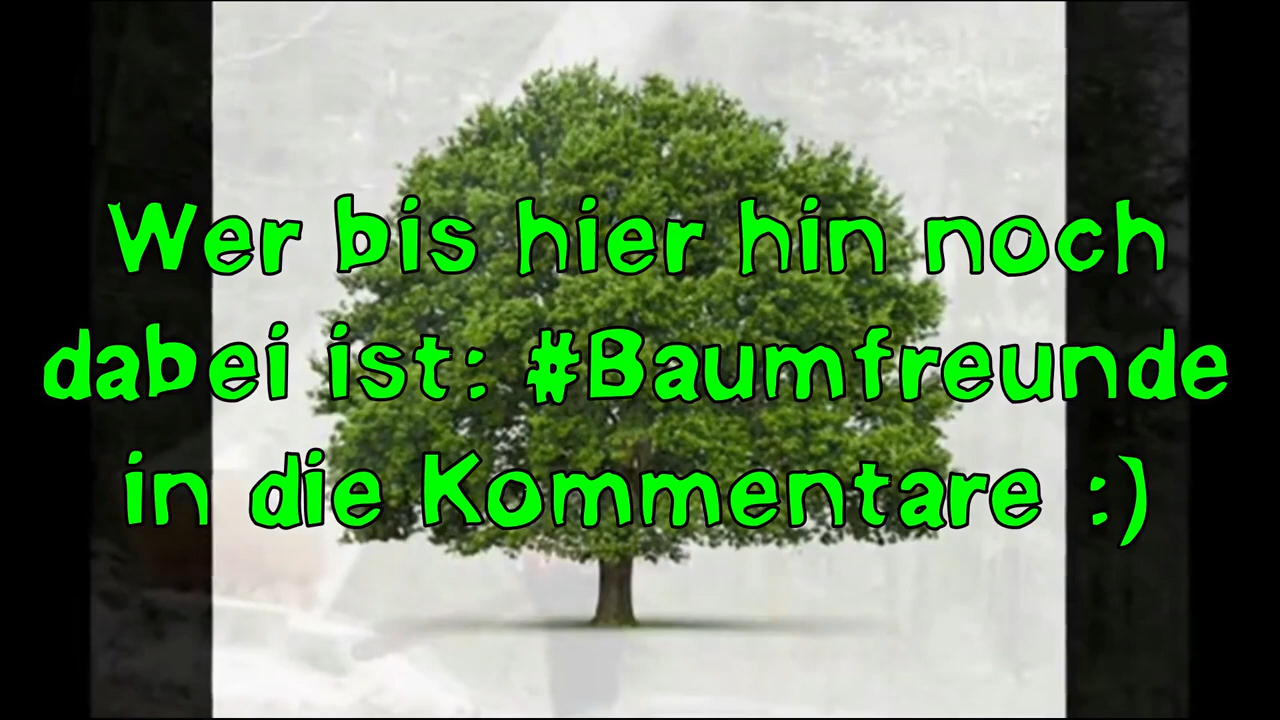 Wer bis hier hin noch
dabei ist: #Baumfreunde
in die Kommentare :)